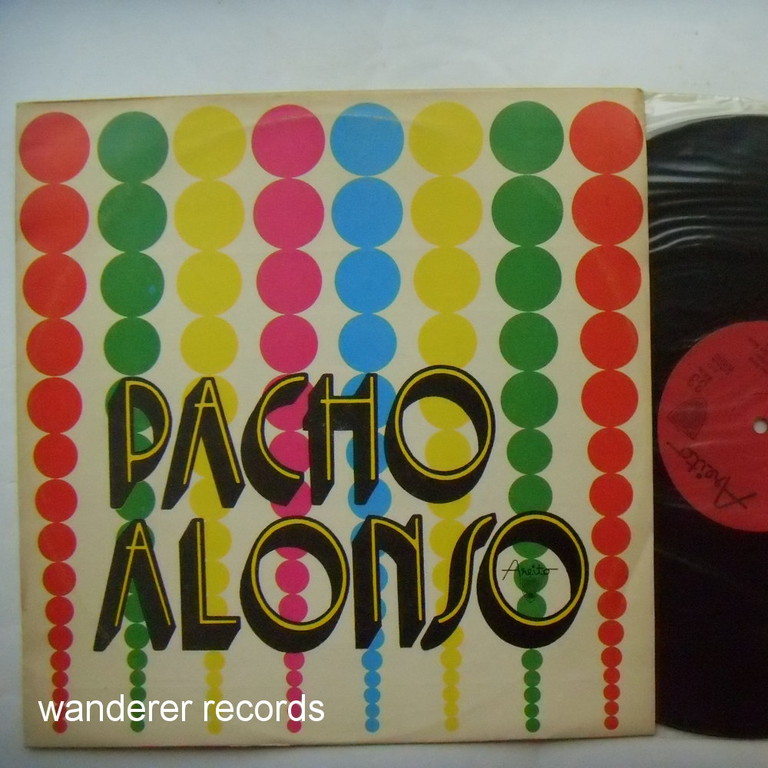 PACHO
ALONSO
Areito
Areito
wanderer records